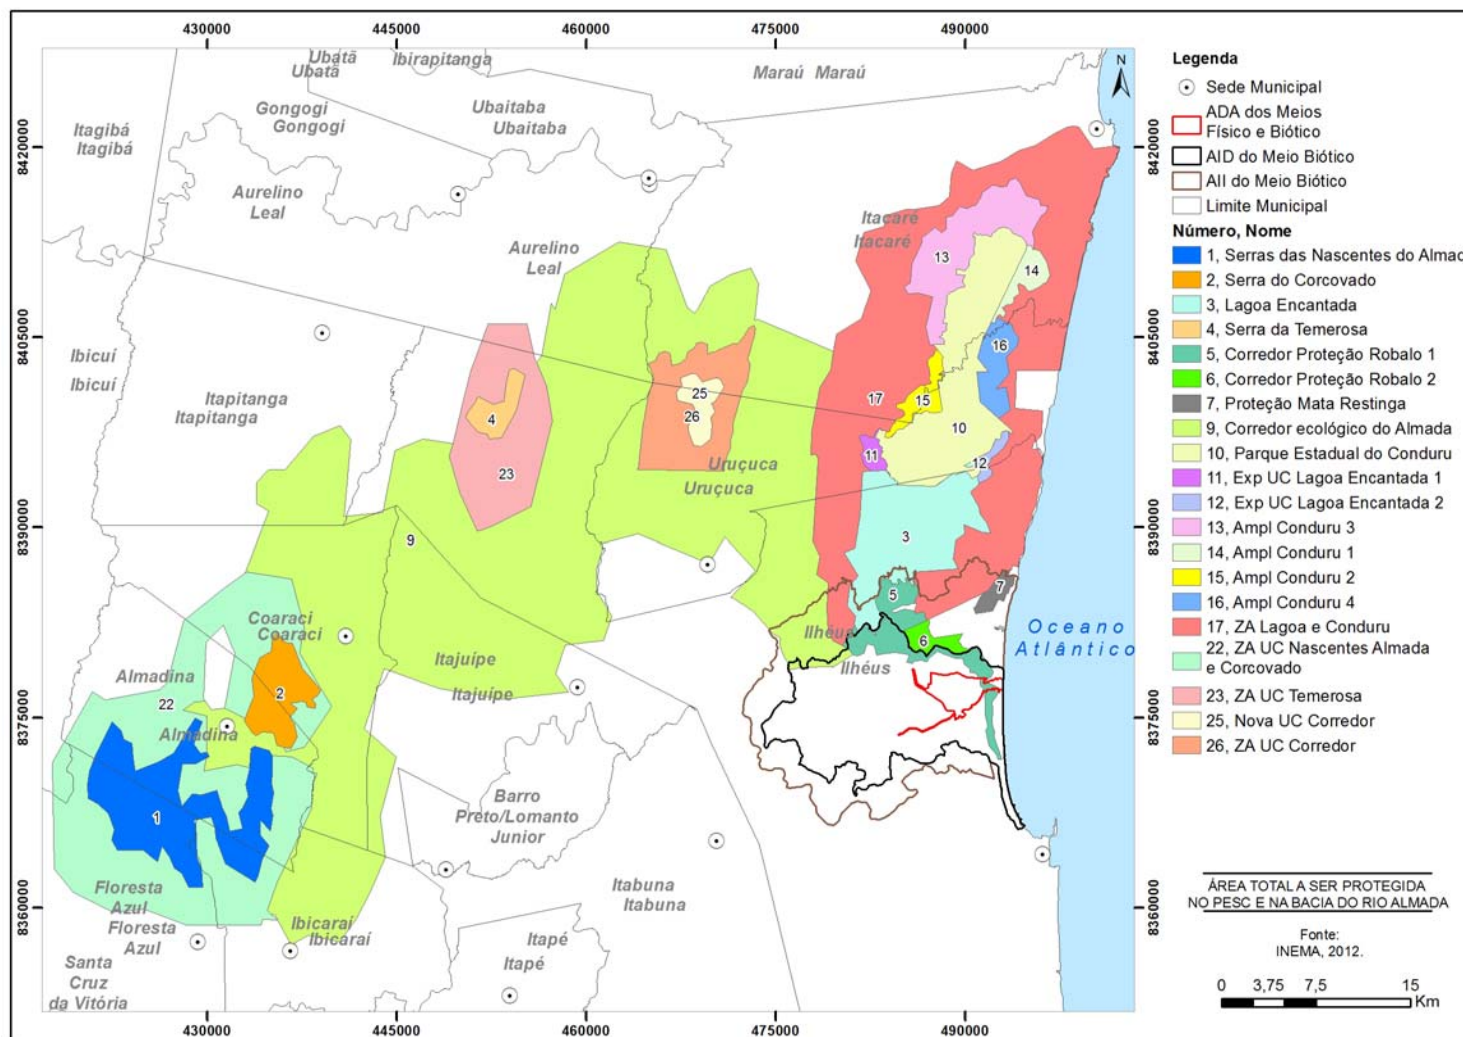 430000
445000
460000
475000
490000
Ubatã
Ubatã
Ibirapitanga
Maraú Maraú
N
Gongogi
Gongogi
Ubaitaba
Ubaitaba
Itagibá
Itagibá
8420000
8420000
Aurelino
Leal
Itacaré
Itacaré
Aurelino
Leal
13
14
8405000
8405000
Ibicuí
Ibicuí
16
Itapitanga
Itapitanga
25
17
15
4
26
10
11
12
Uruçuca
Uruçuca
23
8390000
8390000
9
3
7
5
Coaraci
Coaraci
Ilhéus
6
Oceano
Atlântico
Itajuípe
Ilhéus
Almadina
2
Itajuípe
22
Almadina
8375000
8375000
Barro
Preto/Lomanto
Junior
1
Floresta
Azul
Floresta
Azul
Itabuna
Itabuna
8360000
8360000
Ibicaraí
Ibicaraí
Itapé
Itapé
Santa
Cruz
da Vitória
430000
445000
460000
475000
490000
Legenda
Sede Municipal
ADA dos Meios
Físico e Biótico
AID do Meio Biótico
AII do Meio Biótico
Limite Municipal
Número, Nome
1, Serras das Nascentes do Almad
2, Serra do Corcovado
3, Lagoa Encantada
4, Serra da Temerosa
5, Corredor Proteção Robalo 1
6, Corredor Proteção Robalo 2
7, Proteção Mata Restinga
9, Corredor ecológico do Almada
10, Parque Estadual do Conduru
11, Exp UC Lagoa Encantada 1
12, Exp UC Lagoa Encantada 2
13, Ampl Conduru 3
14, Ampl Conduru 1
15, Ampl Conduru 2
16, Ampl Conduru 4
17, ZA Lagoa e Conduru
22, ZA UC Nascentes Almada
e Corcovado
23, ZA UC Temerosa
25, Nova UC Corredor
26, ZA UC Corredor
ÁREA TOTAL A SER PROTEGIDA
NO PESC E NA BACIA DO RIO ALMADA
Fonte:
INEMA, 2012.
0 3,75 7,5 15
Km